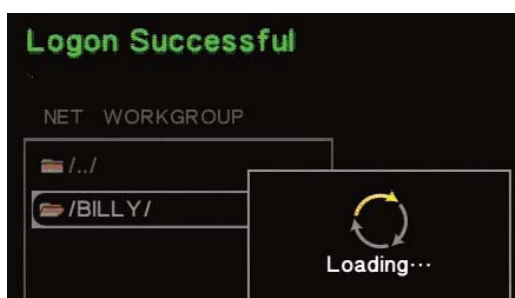 Logon Successful
NET WORKGROUP
/../
/BILLY/
Loading···